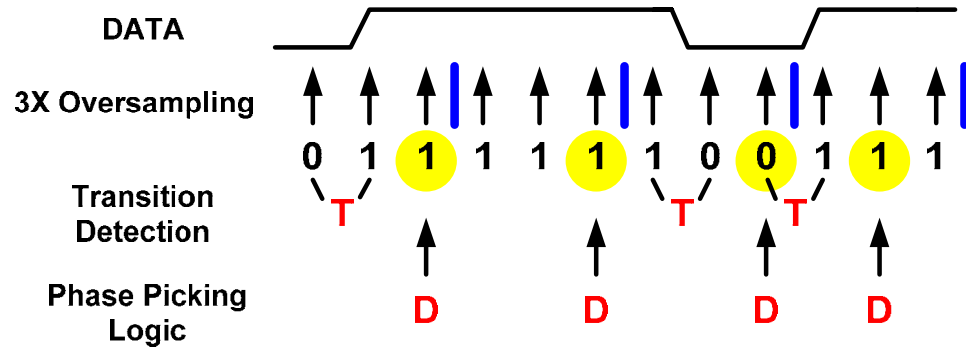 DATA
3X Oversampling
0 1 1 1 1 1 1 0 0 1 1 1
Transition
Detection
T T T
Phase Picking
Logic
D D D D